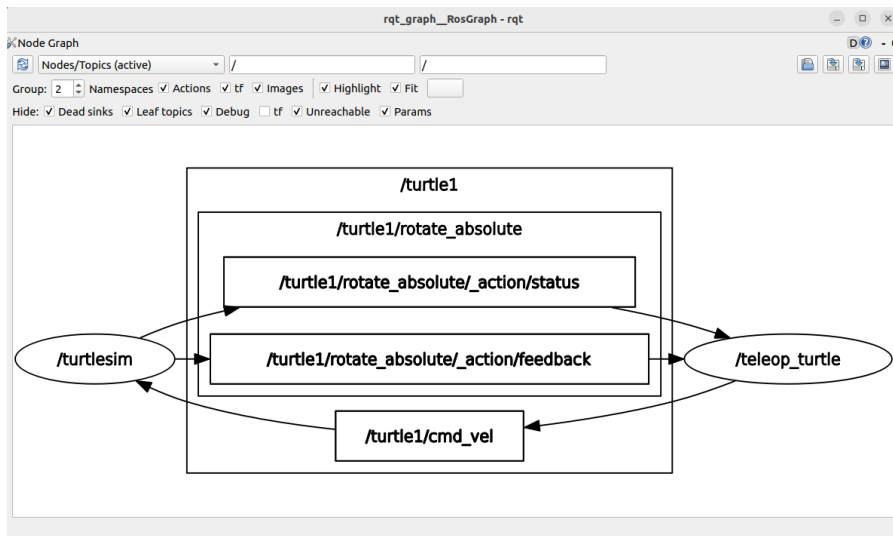 rqt_graph__RosGraph - rqt
Node Graph
D
Nodes/Topics (active) / /
Group: 2 Namespaces Actions tf Images Highlight Fit
Hide: Dead sinks Leaf topics Debug tf Unreachable Params
/turtle1
/turtle1/rotate_absolute
/turtle1/rotate_absolute/_action/status
/turtlesim /turtle1/rotate_absolute/_action/feedback /teleop_turtle
/turtle1/cmd_vel